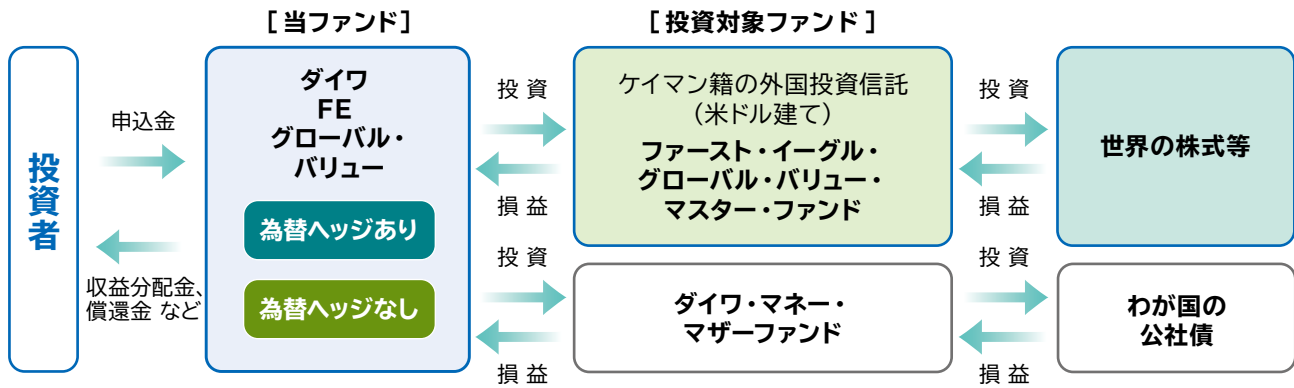 [当ファンド]
[投資対象ファンド]
投資者
申込金
収益分配金、
償還金 など
ダイワ
FE
グローバル・
バリュー
為替ヘッジあり
為替ヘッジなし
投 資
損 益
投 資
損 益
ケイマン籍の外国投資信託
（米ドル建て）
ファースト・イーグル・
グローバル・バリュー・
マスター・ファンド
ダイワ・マネー・
マザーファンド
投 資
損 益
投 資
損 益
世界の株式等
わが国の
公社債